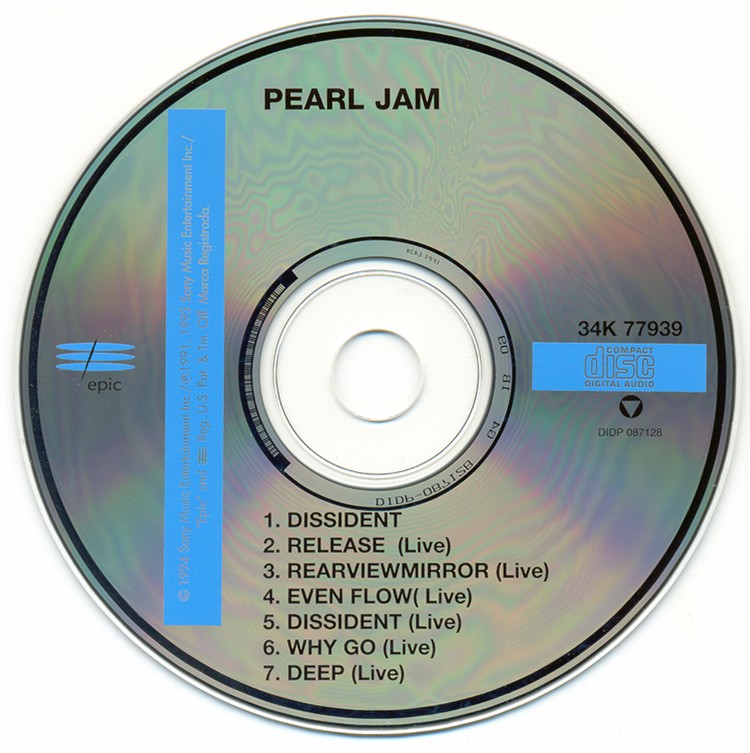 PEARL JAM
© 1994 Sony Music Entertainment Inc./℗1991, 1993 Sony Music Entertainment Inc./
"Epic" and Reg. U.S. Pat. & Tm. Off. Marca Registrada.
epic
34K 77939
COMPACT
disc
DIGITAL AUDIO
DIDP 087128
1. DISSIDENT
2. RELEASE (Live)
3. REARVIEWMIRROR (Live)
4. EVEN FLOW( Live)
5. DISSIDENT (Live)
6. WHY GO (Live)
7. DEEP (Live)